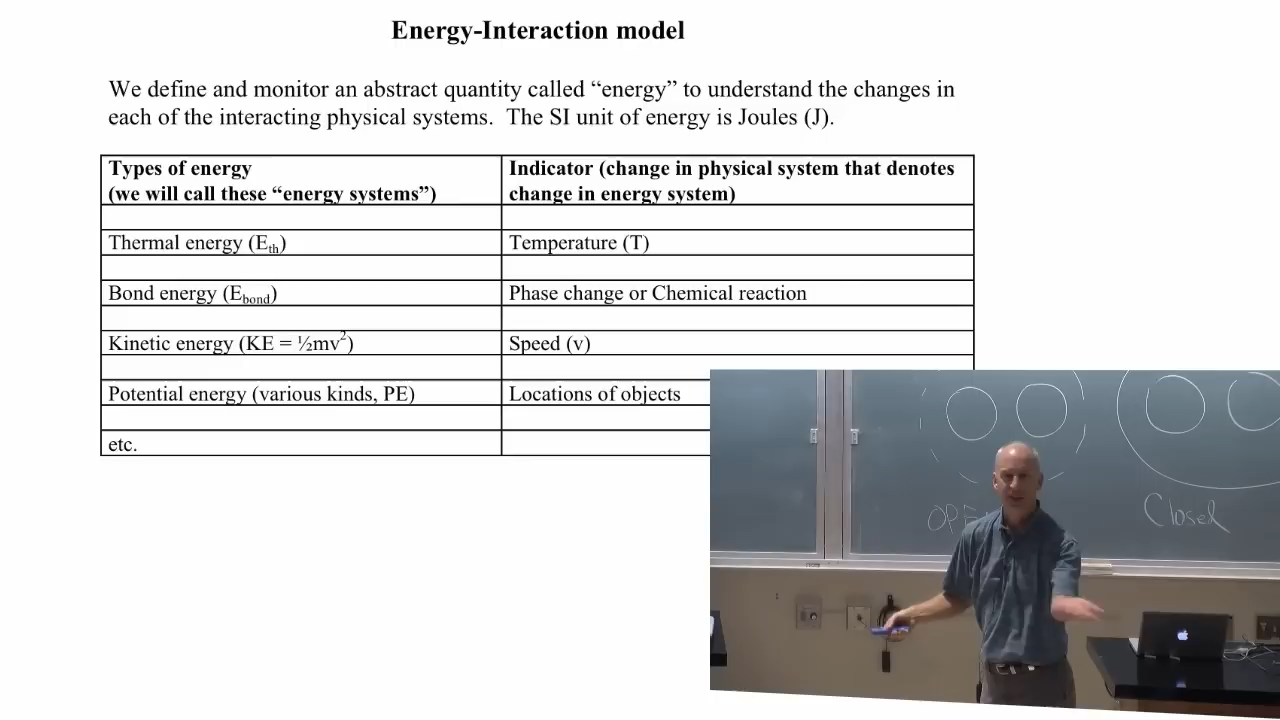 Energy-Interaction model
We define and monitor an abstract quantity called “energy” to understand the changes in
each of the interacting physical systems.  The SI unit of energy is Joules (J).
Types of energy
(we will call these “energy systems”)
Indicator (change in physical system that denotes
change in energy system)
Thermal energy (Eth)
Temperature (T)
Bond energy (Ebond)
Phase change or Chemical reaction
Kinetic energy (KE = ½mv²)
Speed (v)
Potential energy (various kinds, PE)
Locations of objects
etc.
OPE
Closed